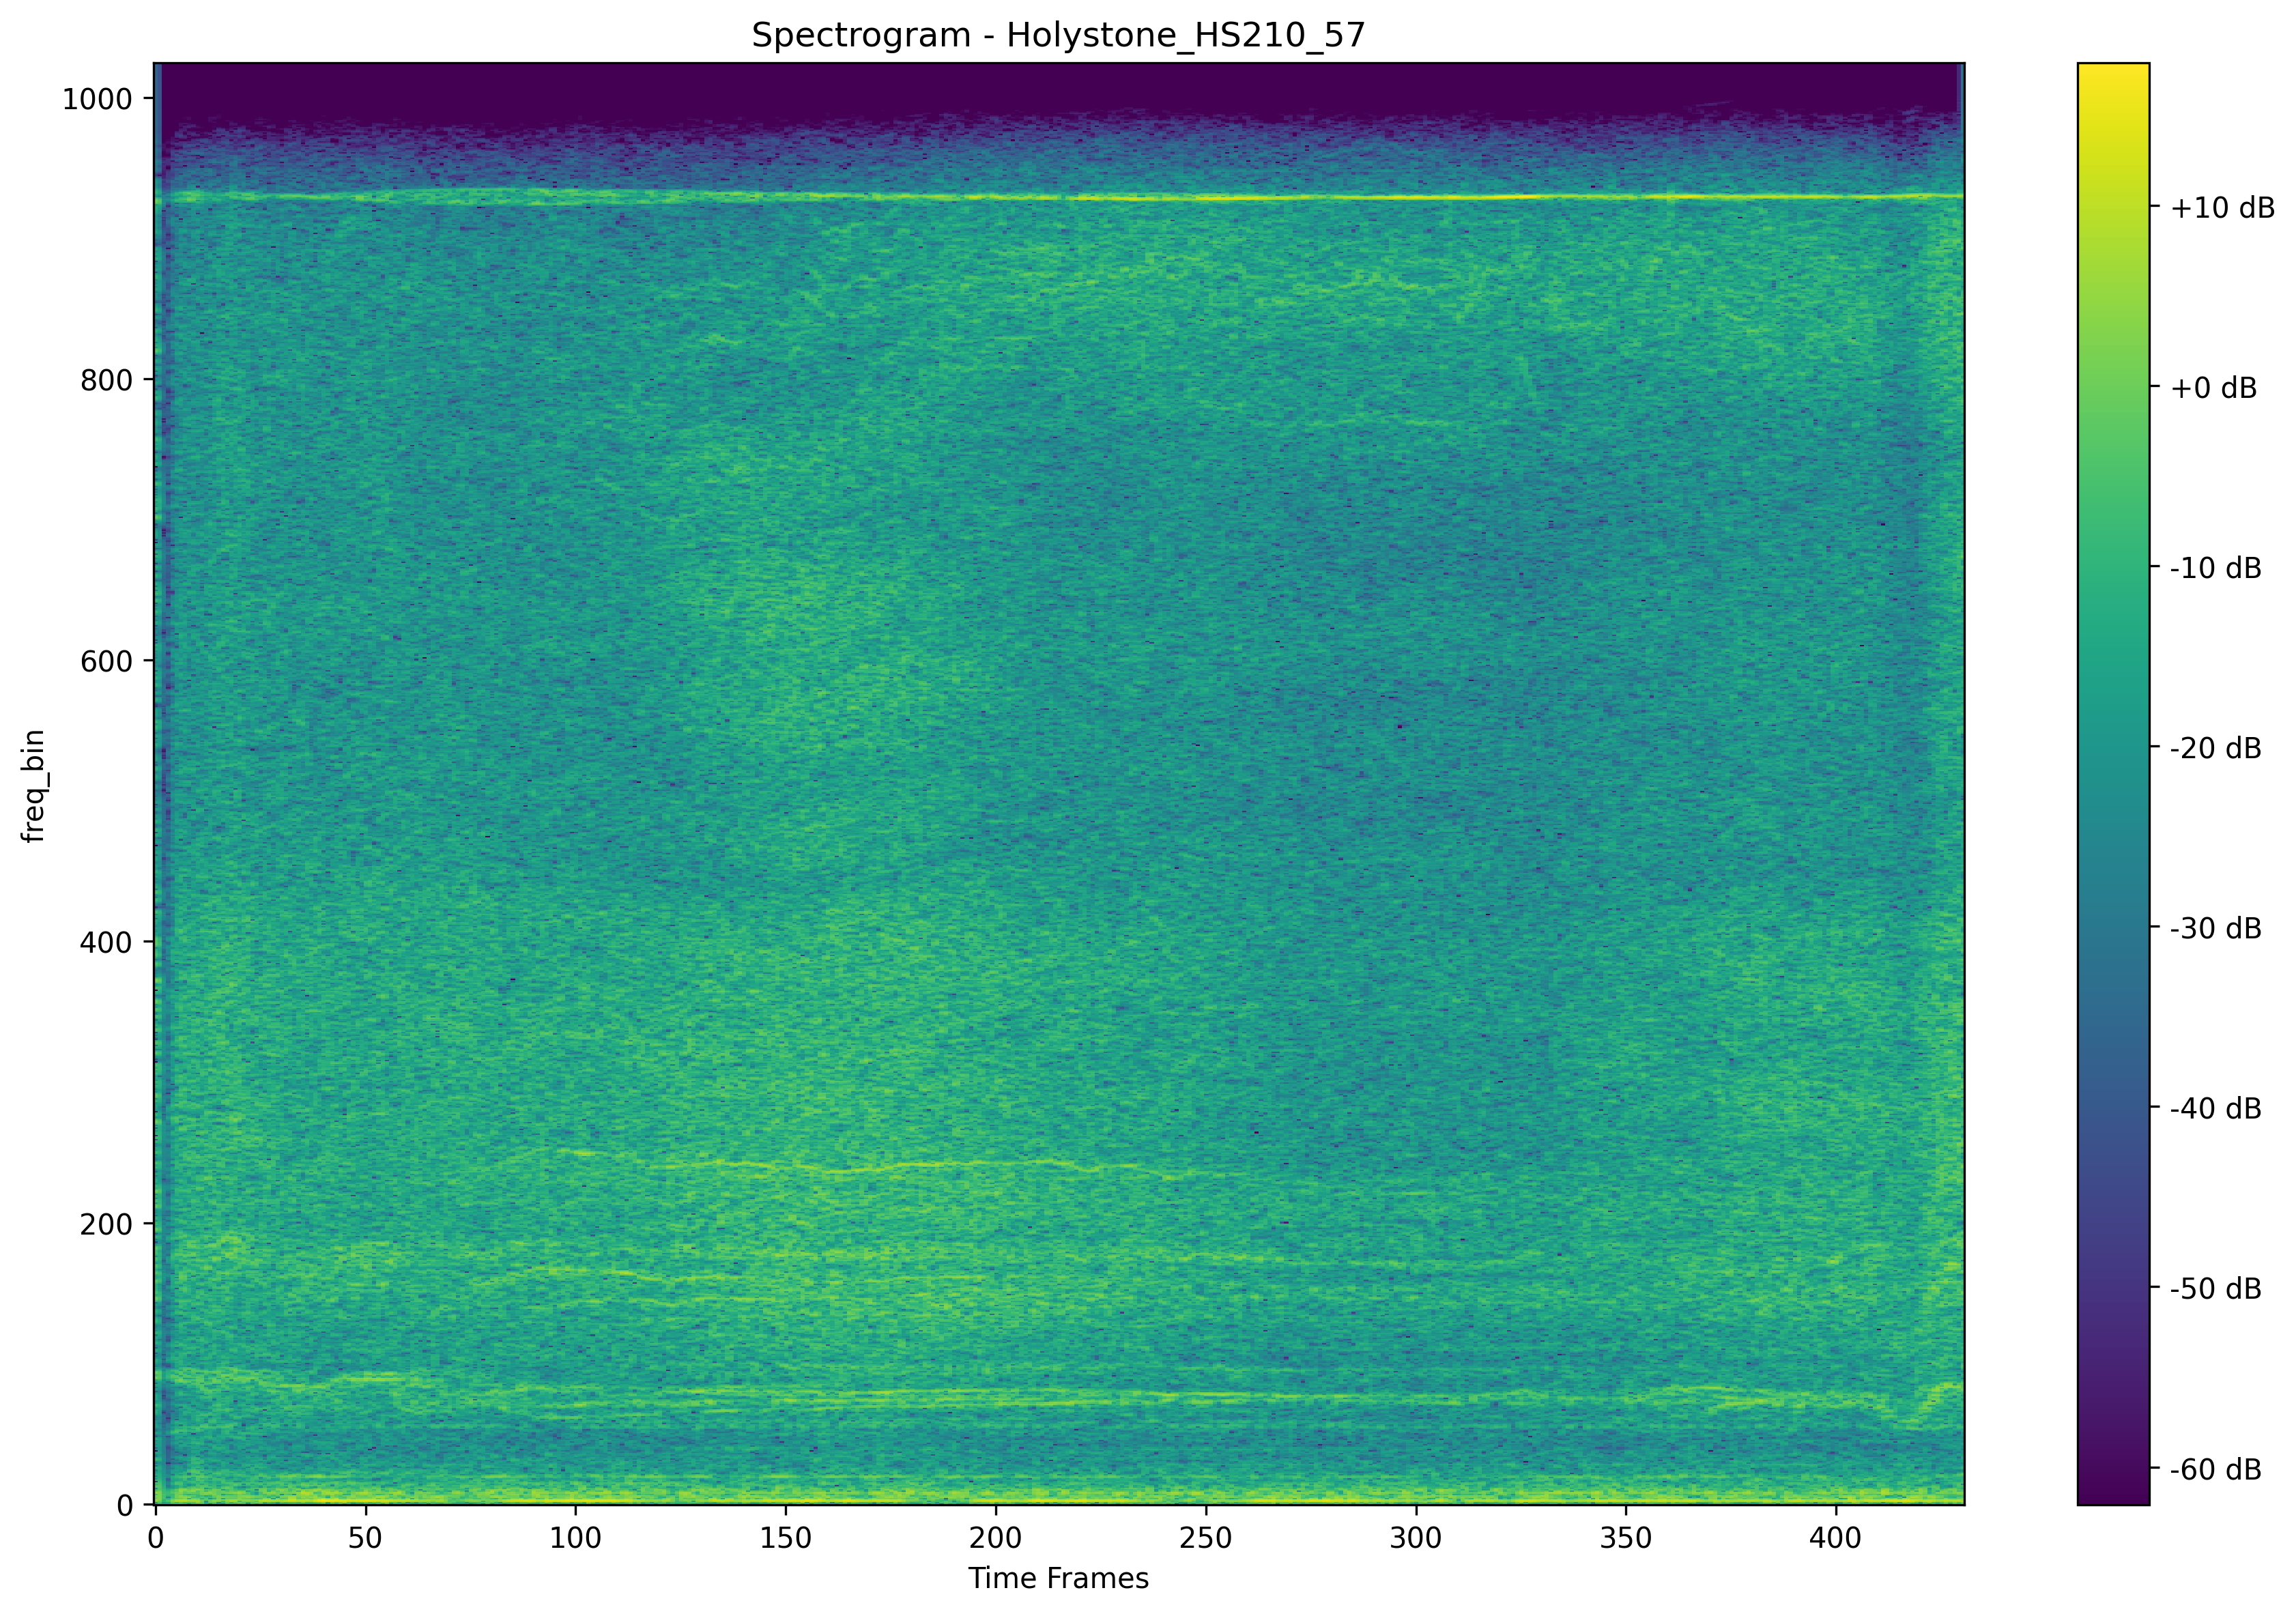 Spectrogram - Holystone_HS210_57
freq_bin
1000
800
600
400
200
0
0 50 100 150 200 250 300 350 400
Time Frames
+10 dB
+0 dB
-10 dB
-20 dB
-30 dB
-40 dB
-50 dB
-60 dB